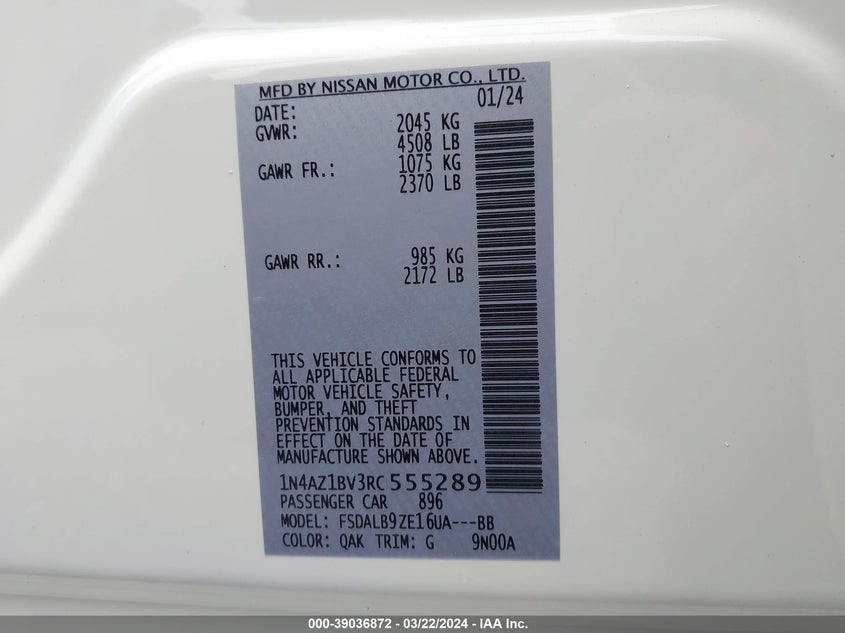 MFD BY NISSAN MOTOR CO., LTD.
DATE: 01/24
GVWR: 2045 KG
4508 LB
GAWR FR.: 1075 KG
2370 LB
GAWR RR.: 985 KG
2172 LB
THIS VEHICLE CONFORMS TO
ALL APPLICABLE FEDERAL
MOTOR VEHICLE SAFETY,
BUMPER, AND THEFT
PREVENTION STANDARDS IN
EFFECT ON THE DATE OF
MANUFACTURE SHOWN ABOVE.
1N4AZ1BV3RC555289
PASSENGER CAR 896
MODEL: FSDALB9ZE16UA---BB
COLOR: QAK TRIM: G 9N00A
000-39036872 - 03/22/2024 - IAA Inc.